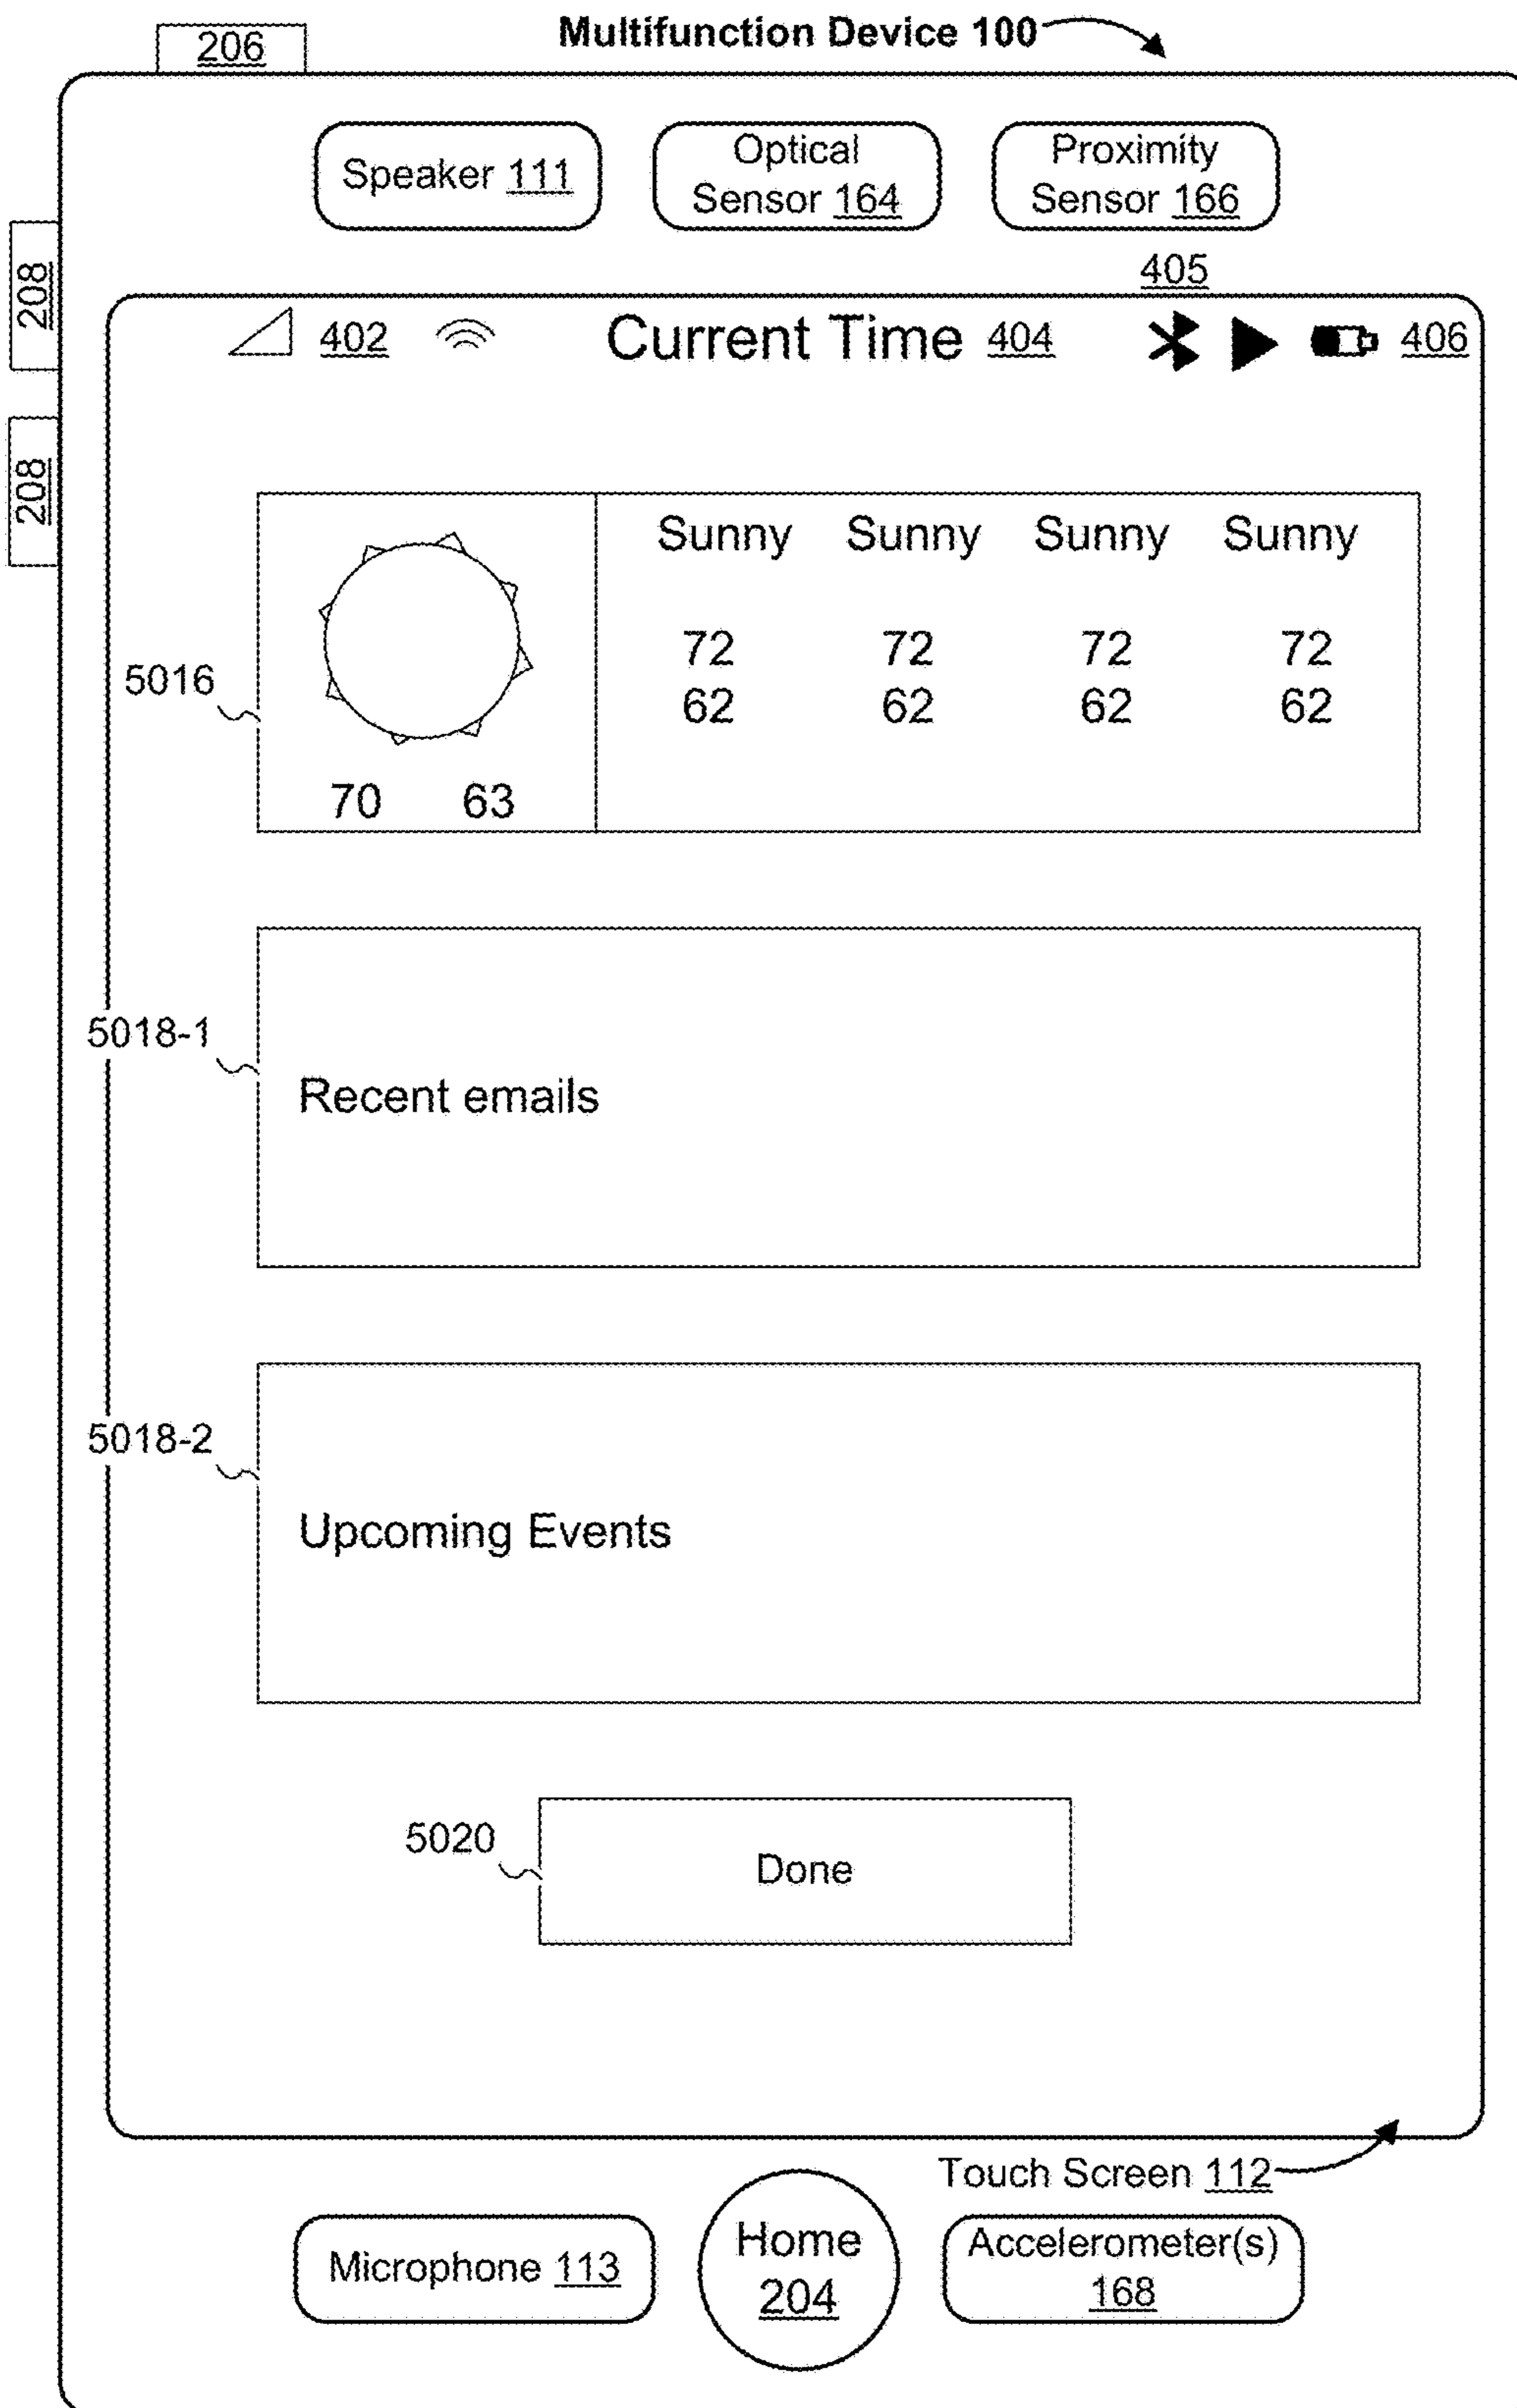 Multifunction Device 100
206
Speaker 111
Optical
Sensor 164
Proximity
Sensor 166
208
208
405
402
Current Time 404
406
Sunny Sunny Sunny Sunny
72 72 72 72
62 62 62 62
5016
70 63
5018-1
Recent emails
5018-2
Upcoming Events
5020
Done
Touch Screen 112
Microphone 113
Home
204
Accelerometer(s)
168